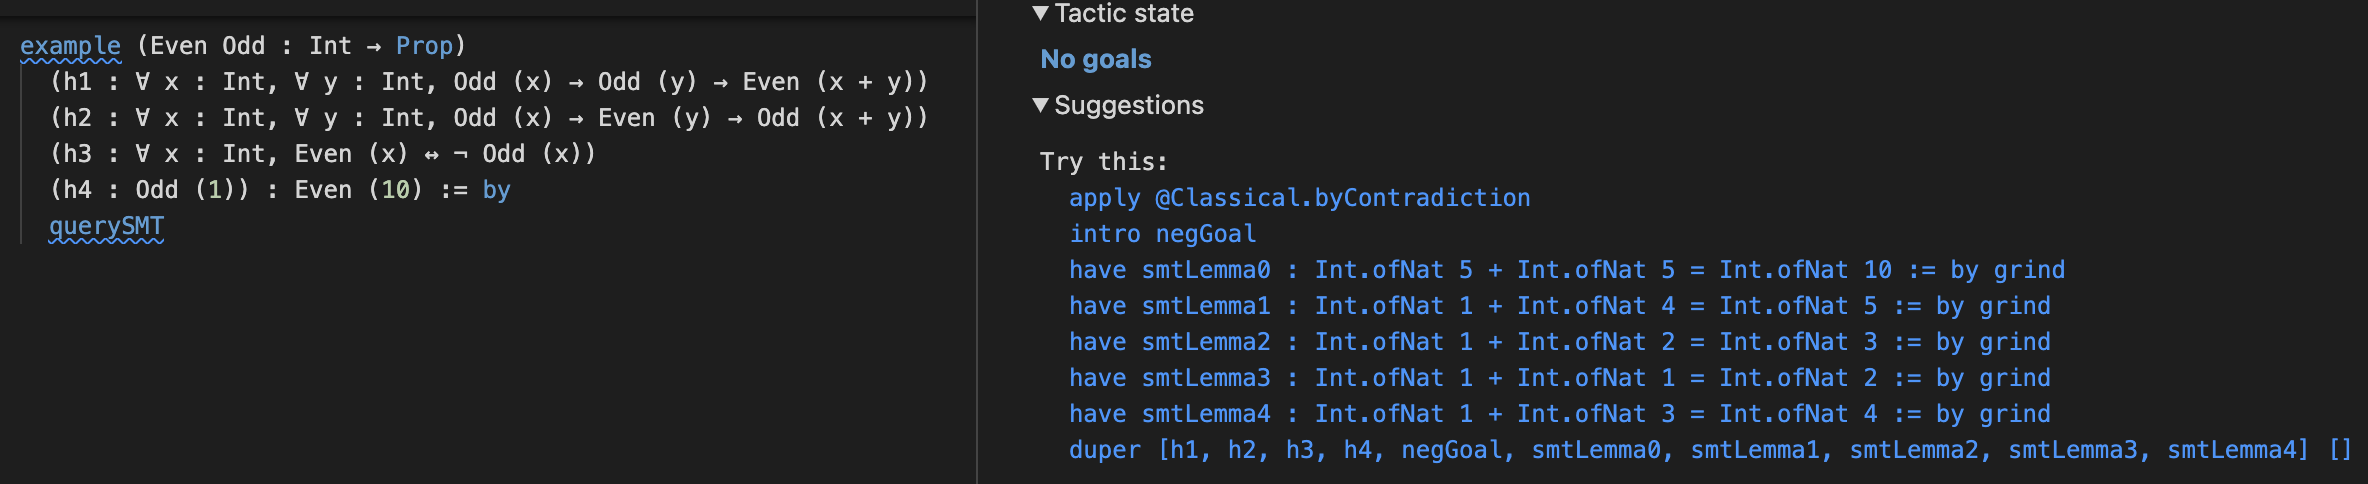 example (Even Odd : Int → Prop)
(h1 : ∀ x : Int, ∀ y : Int, Odd (x) → Odd (y) → Even (x + y))
(h2 : ∀ x : Int, ∀ y : Int, Odd (x) → Even (y) → Odd (x + y))
(h3 : ∀ x : Int, Even (x) ↔ ¬ Odd (x))
(h4 : Odd (1)) : Even (10) := by
querySMT
▼ Tactic state
No goals
▼ Suggestions
Try this:
apply @Classical.byContradiction
intro negGoal
have smtLemma0 : Int.ofNat 5 + Int.ofNat 5 = Int.ofNat 10 := by grind
have smtLemma1 : Int.ofNat 1 + Int.ofNat 4 = Int.ofNat 5 := by grind
have smtLemma2 : Int.ofNat 1 + Int.ofNat 2 = Int.ofNat 3 := by grind
have smtLemma3 : Int.ofNat 1 + Int.ofNat 1 = Int.ofNat 2 := by grind
have smtLemma4 : Int.ofNat 1 + Int.ofNat 3 = Int.ofNat 4 := by grind
duper [h1, h2, h3, h4, negGoal, smtLemma0, smtLemma1, smtLemma2, smtLemma3, smtLemma4] []